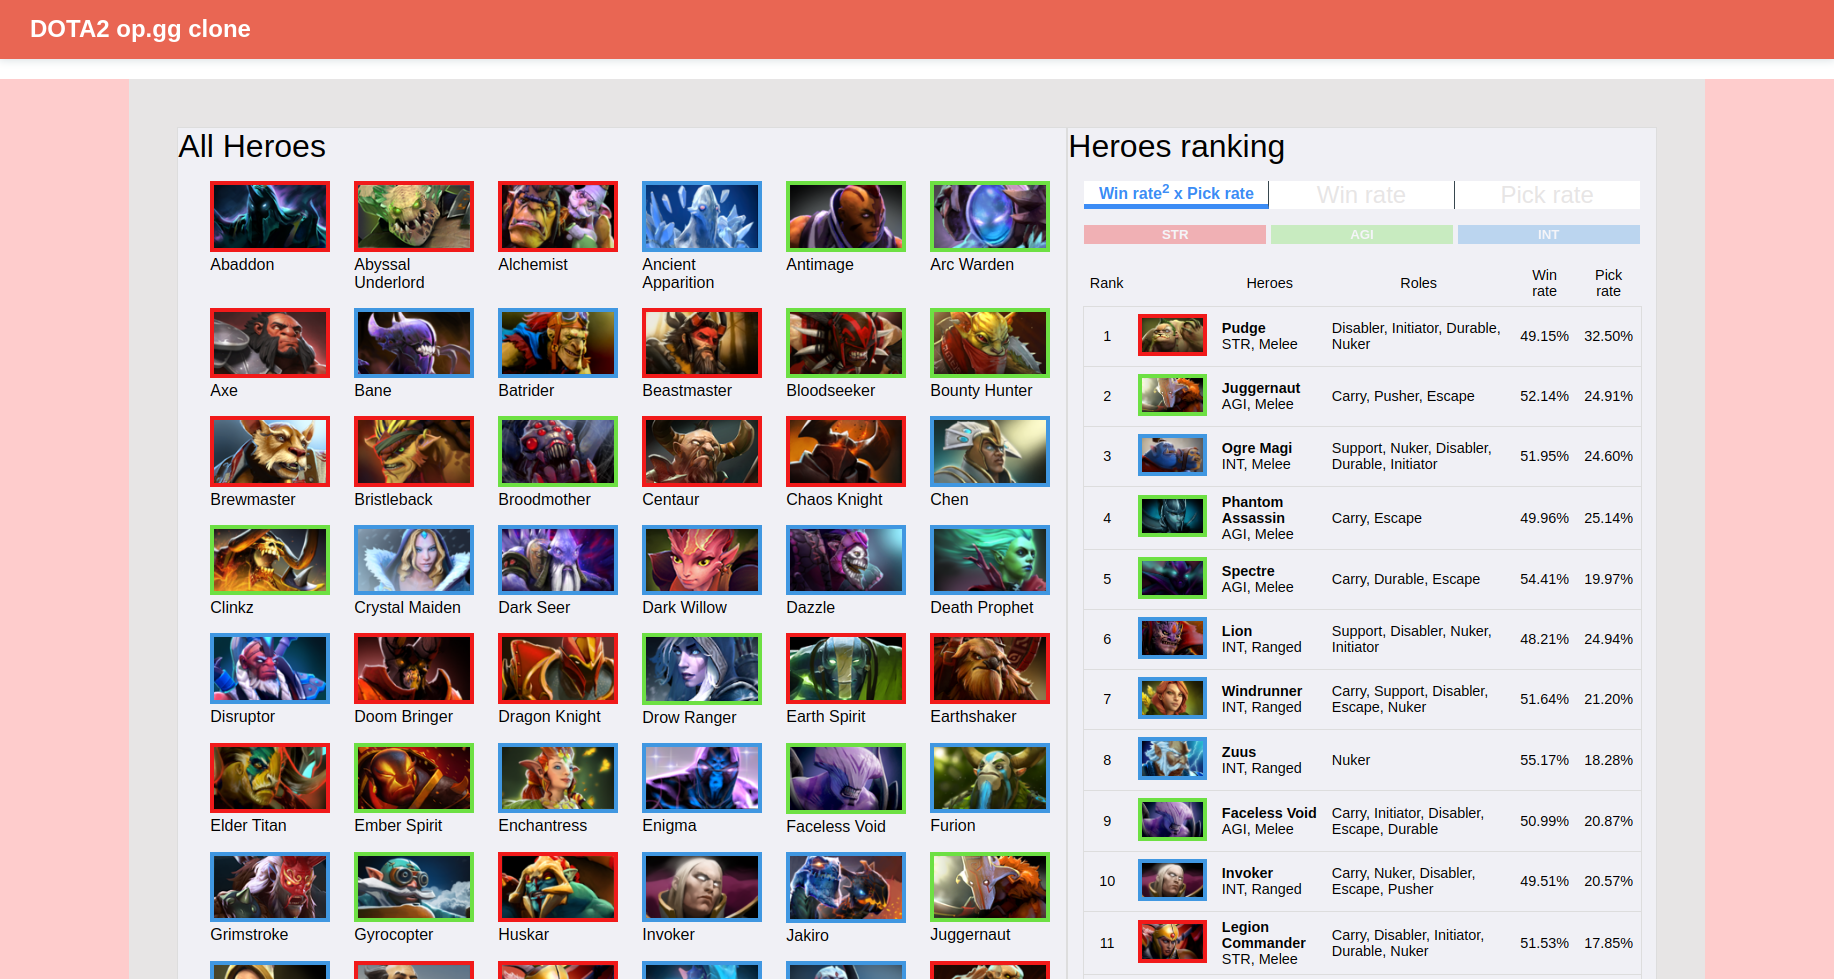 DOTA2 op.gg clone
All Heroes
Abaddon
Abyssal
Underlord
Alchemist
Ancient
Apparition
Antimage
Arc Warden
Axe
Bane
Batrider
Beastmaster
Bloodseeker
Bounty Hunter
Brewmaster
Bristleback
Broodmother
Centaur
Chaos Knight
Chen
Clinkz
Crystal Maiden
Dark Seer
Dark Willow
Dazzle
Death Prophet
Disruptor
Doom Bringer
Dragon Knight
Drow Ranger
Earth Spirit
Earthshaker
Elder Titan
Ember Spirit
Enchantress
Enigma
Faceless Void
Furion
Grimstroke
Gyrocopter
Huskar
Invoker
Jakiro
Juggernaut
Heroes ranking
Win rate² x Pick rate
Win rate
Pick rate
STR
AGI
INT
Rank
Heroes
Roles
Win
rate
Pick
rate
1
Pudge
STR, Melee
Disabler, Initiator, Durable,
Nuker
49.15%
32.50%
2
Juggernaut
AGI, Melee
Carry, Pusher, Escape
52.14%
24.91%
3
Ogre Magi
INT, Melee
Support, Nuker, Disabler,
Durable, Initiator
51.95%
24.60%
4
Phantom
Assassin
AGI, Melee
Carry, Escape
49.96%
25.14%
5
Spectre
AGI, Melee
Carry, Durable, Escape
54.41%
19.97%
6
Lion
INT, Ranged
Support, Disabler, Nuker,
Initiator
48.21%
24.94%
7
Windrunner
INT, Ranged
Carry, Support, Disabler,
Escape, Nuker
51.64%
21.20%
8
Zuus
INT, Ranged
Nuker
55.17%
18.28%
9
Faceless Void
AGI, Melee
Carry, Initiator, Disabler,
Escape, Durable
50.99%
20.87%
10
Invoker
INT, Ranged
Carry, Nuker, Disabler,
Escape, Pusher
49.51%
20.57%
11
Legion
Commander
STR, Melee
Carry, Disabler, Initiator,
Durable, Nuker
51.53%
17.85%